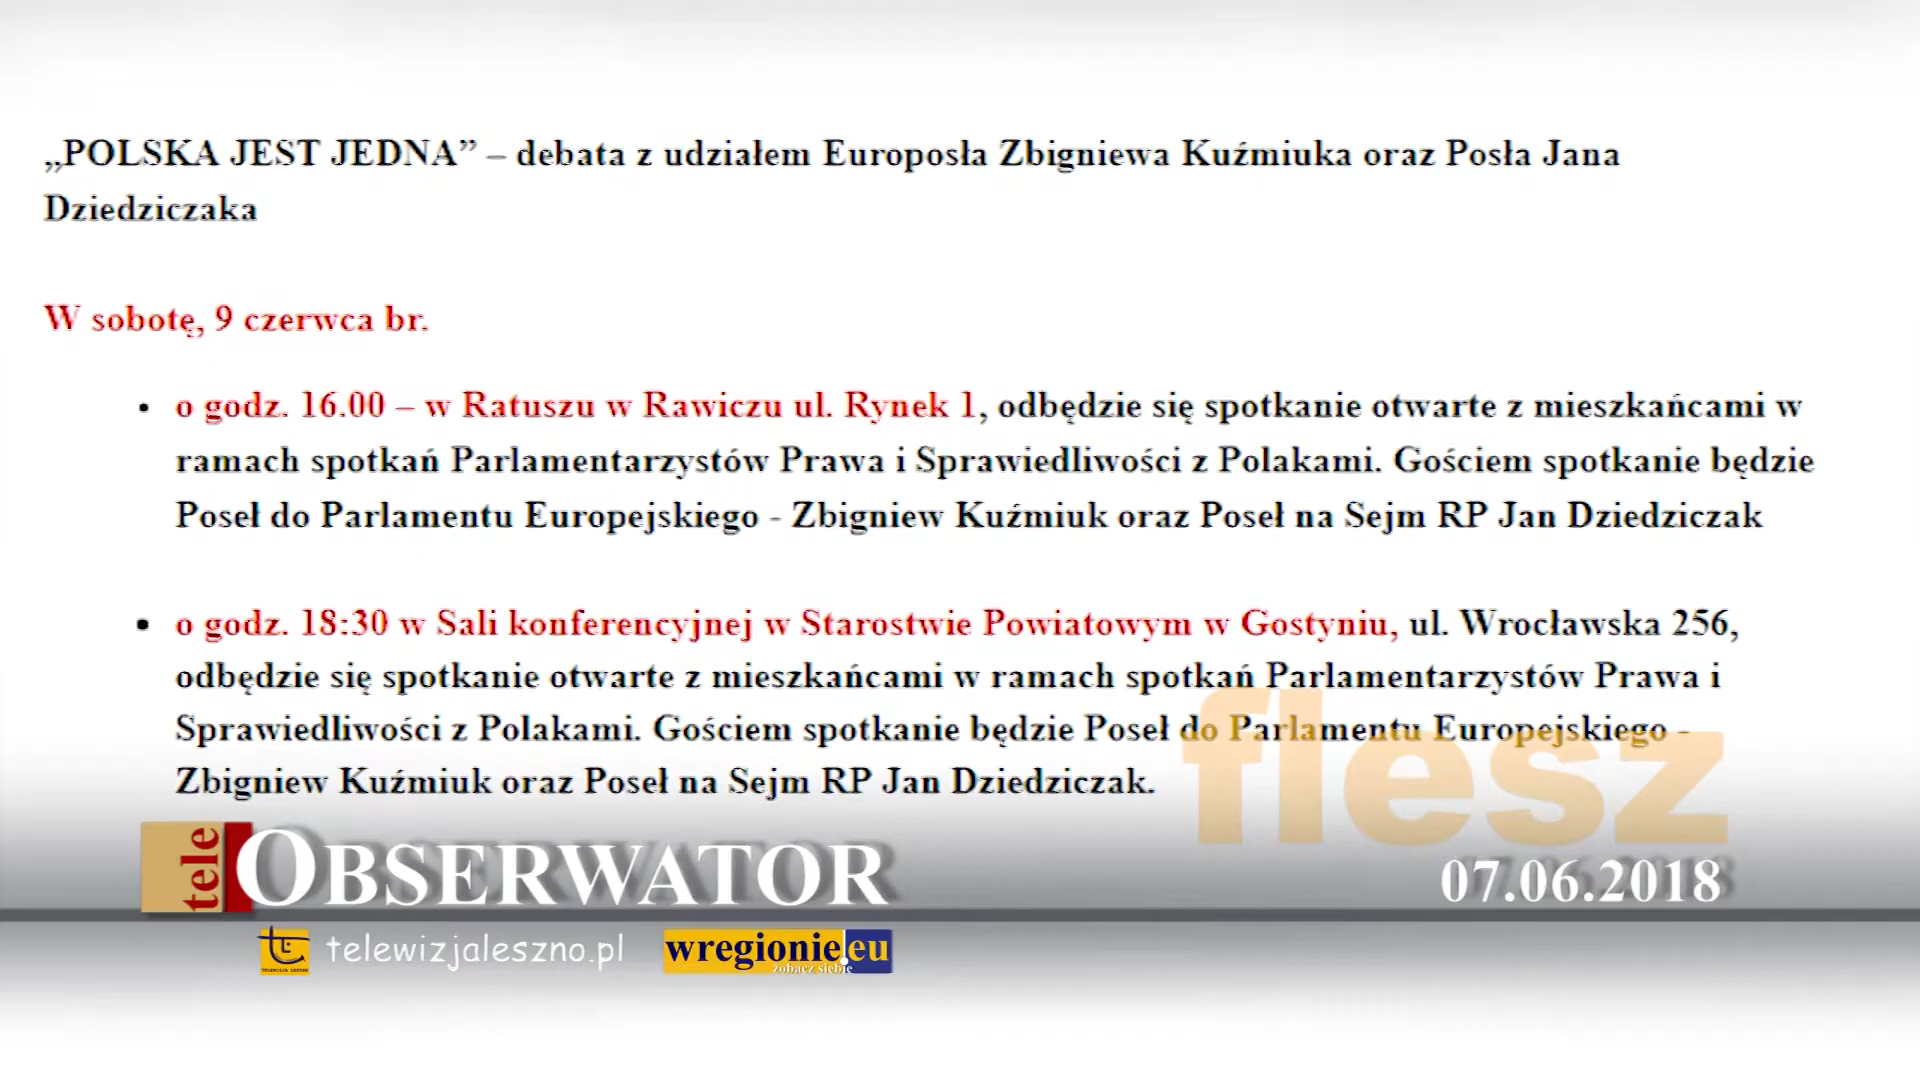 „POLSKA JEST JEDNA” – debata z udziałem Europosła Zbigniewa Kuźmiuka oraz Posła Jana
Dziedziczaka
W sobotę, 9 czerwca br.
• o godz. 16.00 – w Ratuszu w Rawiczu ul. Rynek 1, odbędzie się spotkanie otwarte z mieszkańcami w
ramach spotkań Parlamentarzystów Prawa i Sprawiedliwości z Polakami. Gościem spotkanie będzie
Poseł do Parlamentu Europejskiego - Zbigniew Kuźmiuk oraz Poseł na Sejm RP Jan Dziedziczak
• o godz. 18:30 w Sali konferencyjnej w Starostwie Powiatowym w Gostyniu, ul. Wrocławska 256,
odbędzie się spotkanie otwarte z mieszkańcami w ramach spotkań Parlamentarzystów Prawa i
Sprawiedliwości z Polakami. Gościem spotkanie będzie Poseł do Parlamentu Europejskiego -
Zbigniew Kuźmiuk oraz Poseł na Sejm RP Jan Dziedziczak.
flesz
tele OBSERWATOR
07.06.2018
telewizjaleszno.pl
wregionie.eu
zobacz siebie